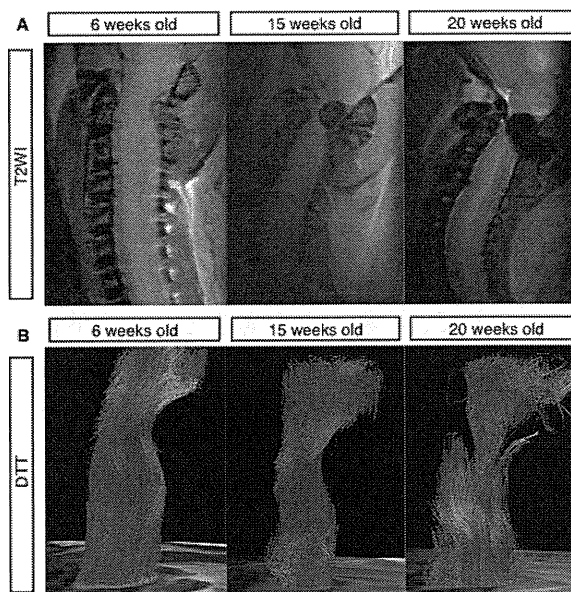 A
6 weeks old
15 weeks old
20 weeks old
T2WI
B
6 weeks old
15 weeks old
20 weeks old
DTT